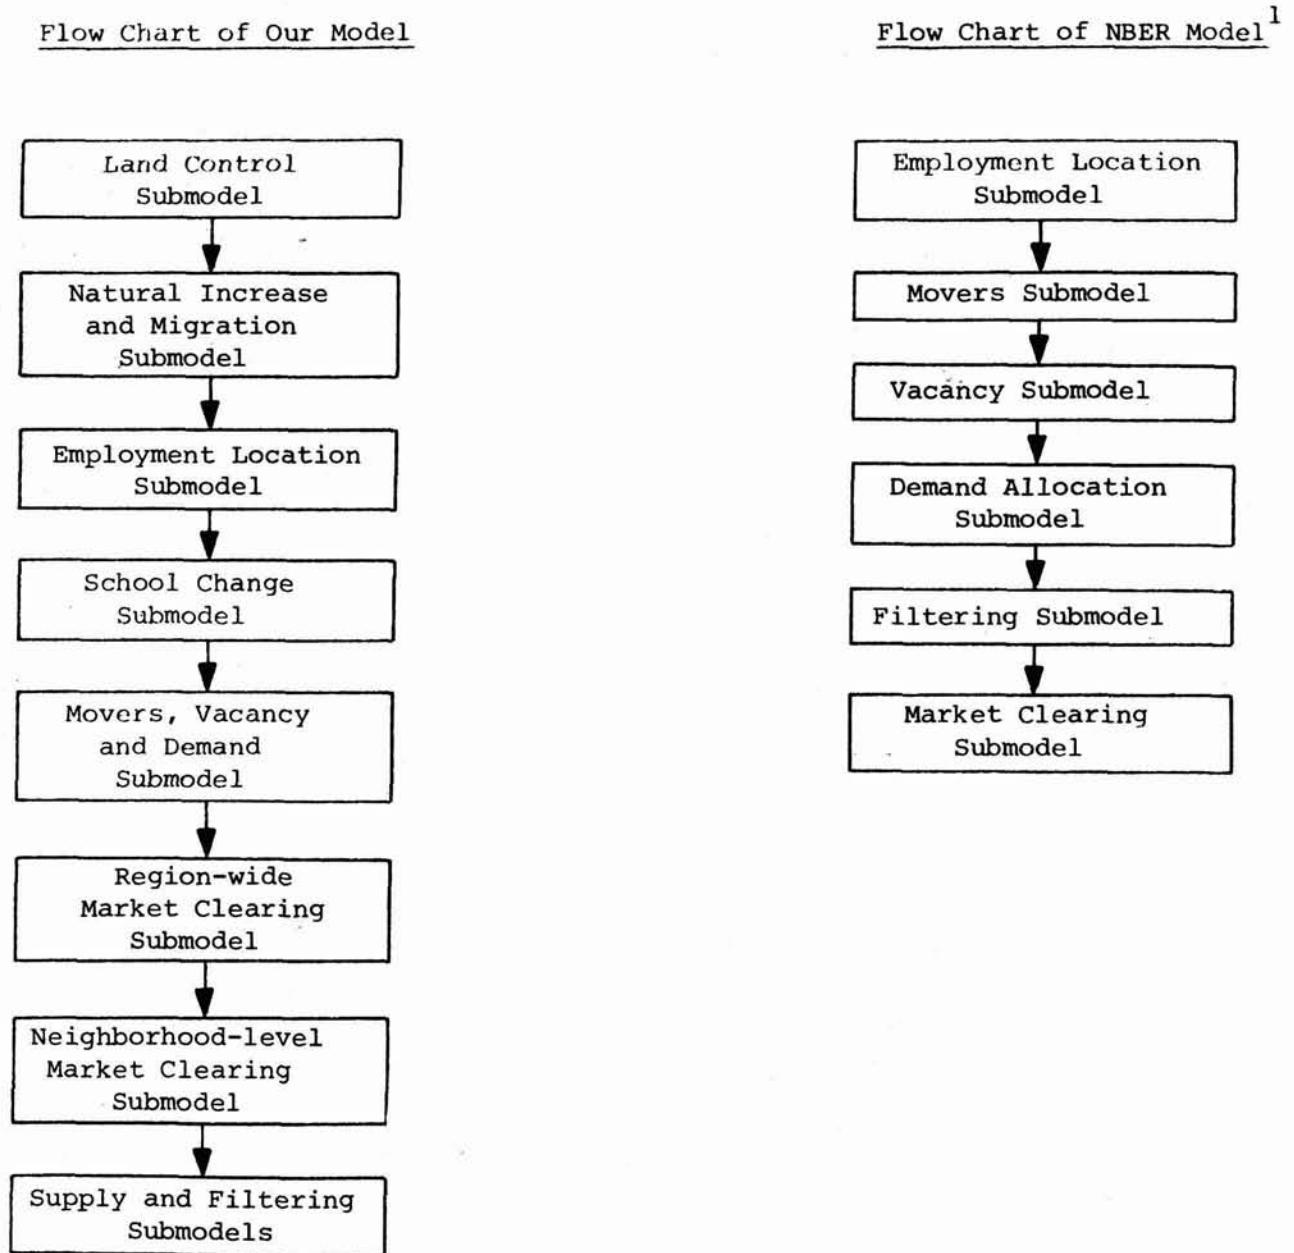 Flow Chart of Our Model
Land Control
Submodel
Natural Increase
and Migration
Submodel
Employment Location
Submodel
School Change
Submodel
Movers, Vacancy
and Demand
Submodel
Region-wide
Market Clearing
Submodel
Neighborhood-level
Market Clearing
Submodel
Supply and Filtering
Submodels
Flow Chart of NBER Model1
Employment Location
Submodel
Movers Submodel
Vacancy Submodel
Demand Allocation
Submodel
Filtering Submodel
Market Clearing
Submodel